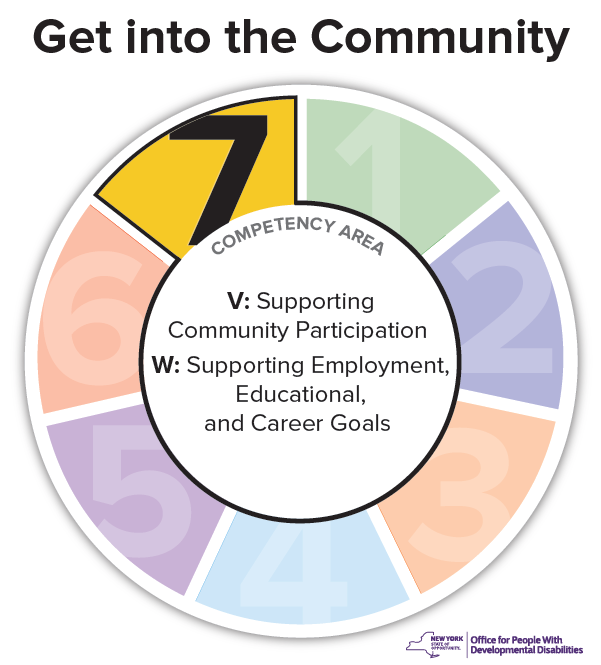 Get into the Community
7
1
2
3
4
5
6
COMPETENCY AREA
V: Supporting
Community Participation
W: Supporting Employment,
Educational,
and Career Goals
NEW YORK
STATE OF
OPPORTUNITY.
Office for People With
Developmental Disabilities